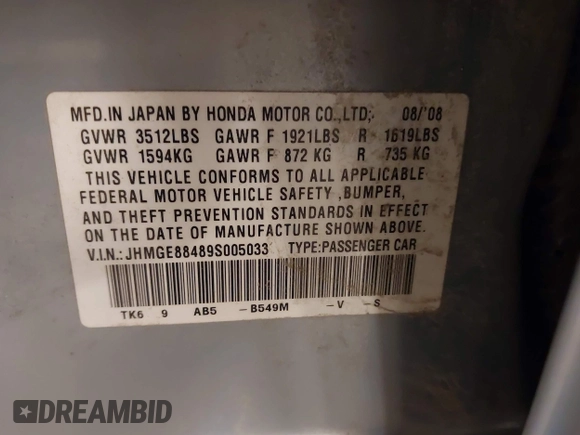 MFD.IN JAPAN BY HONDA MOTOR CO.,LTD; 08/'08
GVWR 3512LBS GAWR F 1921LBS R 1619LBS
GVWR 1594KG GAWR F 872 KG R 735 KG
THIS VEHICLE CONFORMS TO ALL APPLICABLE
FEDERAL MOTOR VEHICLE SAFETY ,BUMPER,
AND THEFT PREVENTION STANDARDS IN EFFECT
ON THE DATE OF MANUFACTURE SHOWN ABOVE.
V.I.N.: JHMGE88489S005033 TYPE:PASSENGER CAR
TK6 9 AB5 -B549M -V -S
DREAMBID